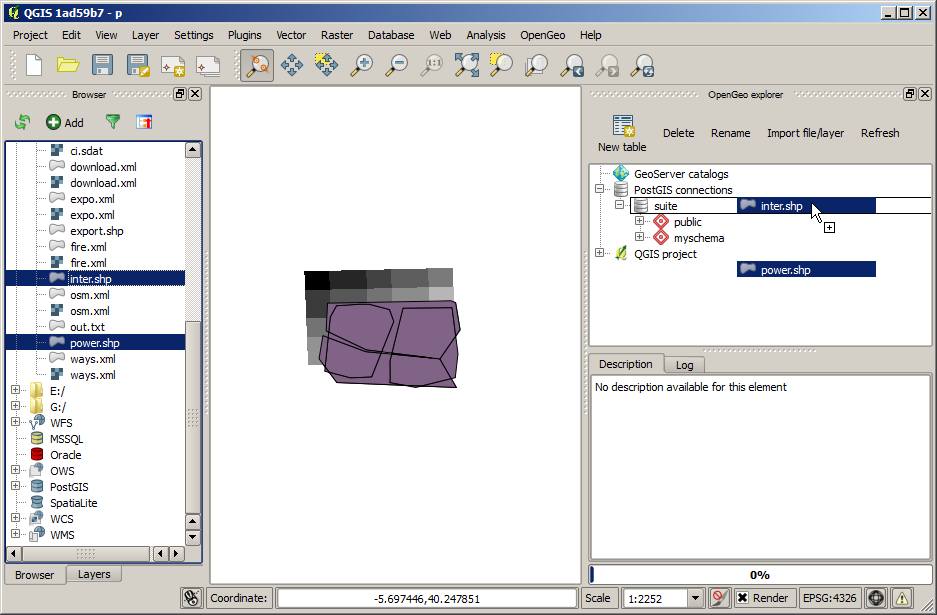 QGIS 1ad59b7 - p
Project Edit View Layer Settings Plugins Vector Raster Database Web Analysis OpenGeo Help
1:1
Browser
Add
ci.sdat
download.xml
download.xml
expo.xml
expo.xml
export.shp
fire.xml
fire.xml
inter.shp
osm.xml
osm.xml
out.txt
power.shp
ways.xml
ways.xml
E:/
G:/
WFS
MSSQL
Oracle
OWS
PostGIS
SpatiaLite
WCS
WMS
Browser Layers
OpenGeo explorer
New table Delete Rename Import file/layer Refresh
GeoServer catalogs
PostGIS connections
suite inter.shp
public
myschema
QGIS project
power.shp
Description Log
No description available for this element
0%
Coordinate: -5.697446,40.247851 Scale 1:2252 Render EPSG:4326